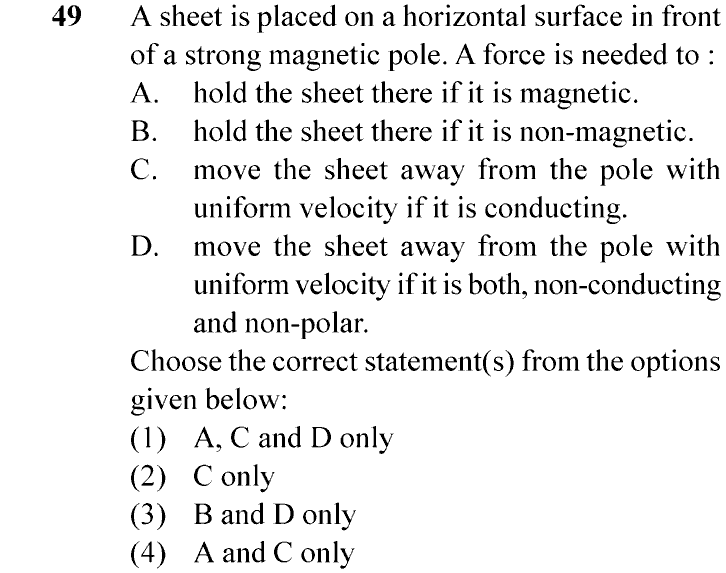 49 A sheet is placed on a horizontal surface in front
of a strong magnetic pole. A force is needed to :
A. hold the sheet there if it is magnetic.
B. hold the sheet there if it is non-magnetic.
C. move the sheet away from the pole with
uniform velocity if it is conducting.
D. move the sheet away from the pole with
uniform velocity if it is both, non-conducting
and non-polar.
Choose the correct statement(s) from the options
given below:
(1) A, C and D only
(2) C only
(3) B and D only
(4) A and C only